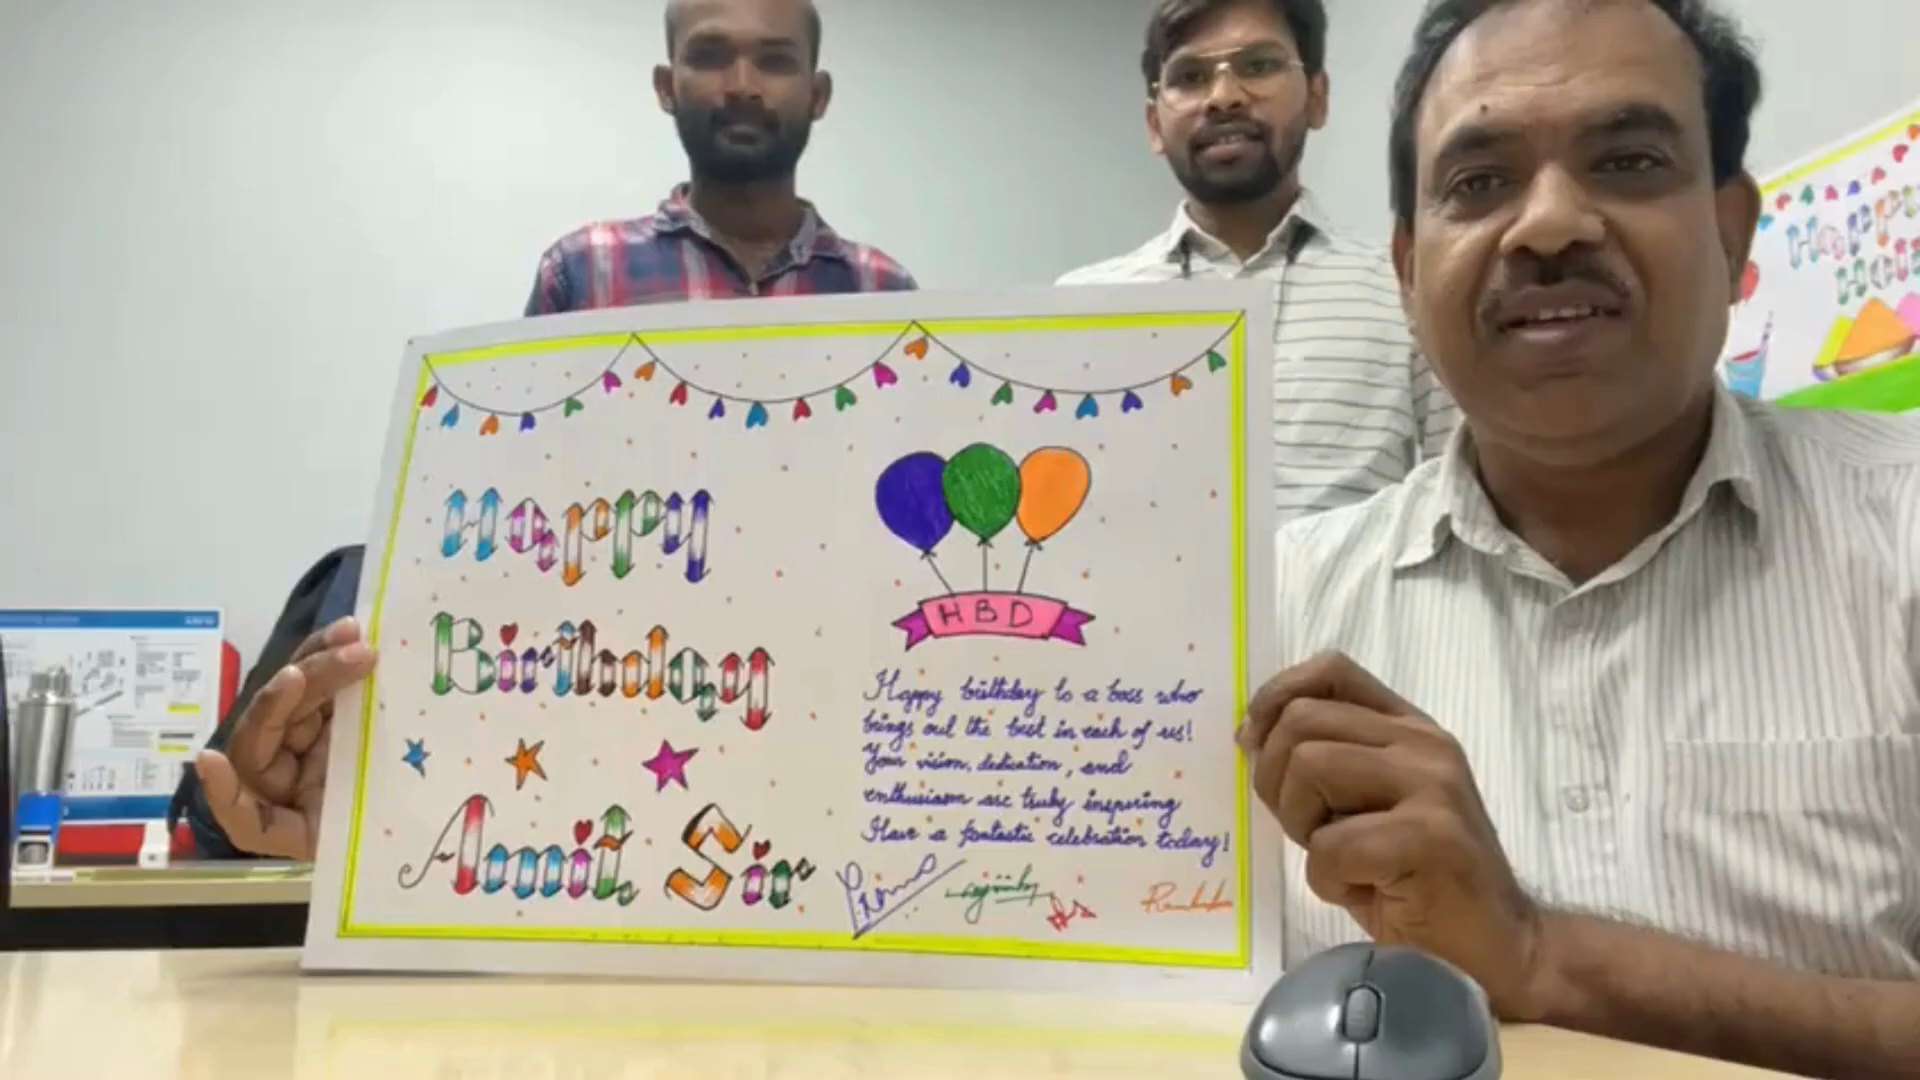 Happy
Birthday
Amit Sir
HBD
Happy birthday to a boss who
brings out the best in each of us!
Your vision, dedication, and
enthusiasm are truly inspiring
Have a fantastic celebration today!
Happy